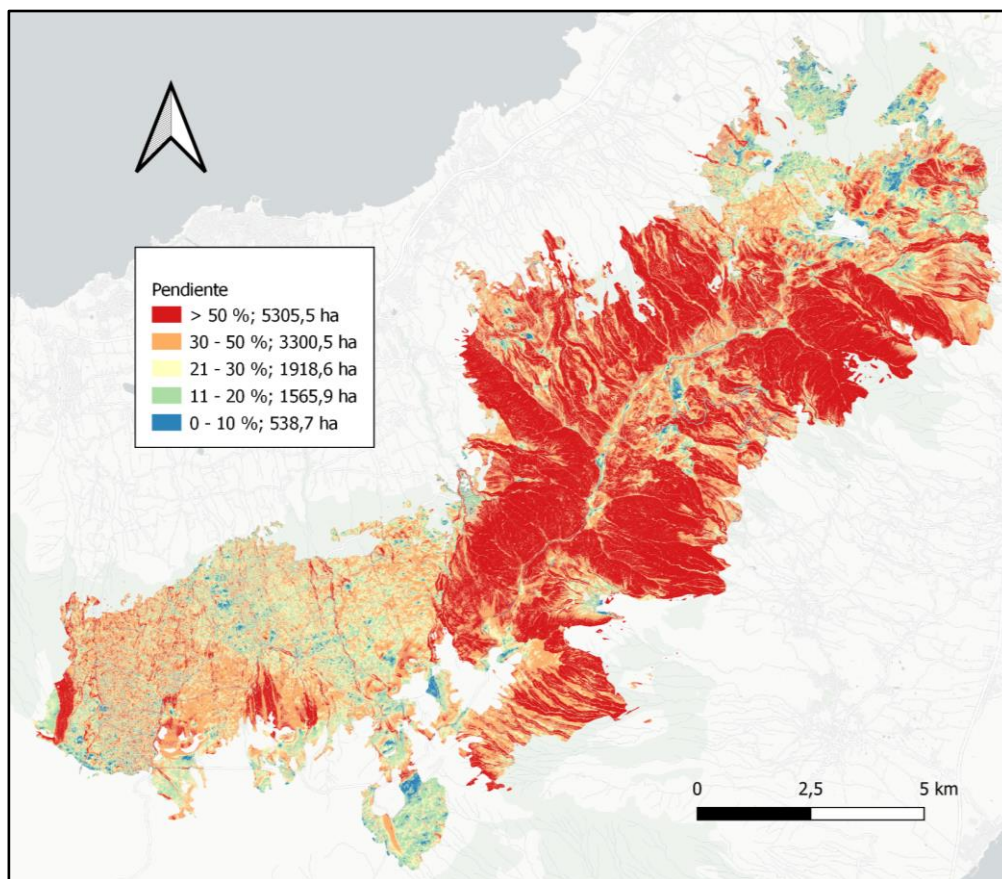 Pendiente
> 50 %; 5305,5 ha
30 - 50 %; 3300,5 ha
21 - 30 %; 1918,6 ha
11 - 20 %; 1565,9 ha
0 - 10 %; 538,7 ha
0 2,5 5 km